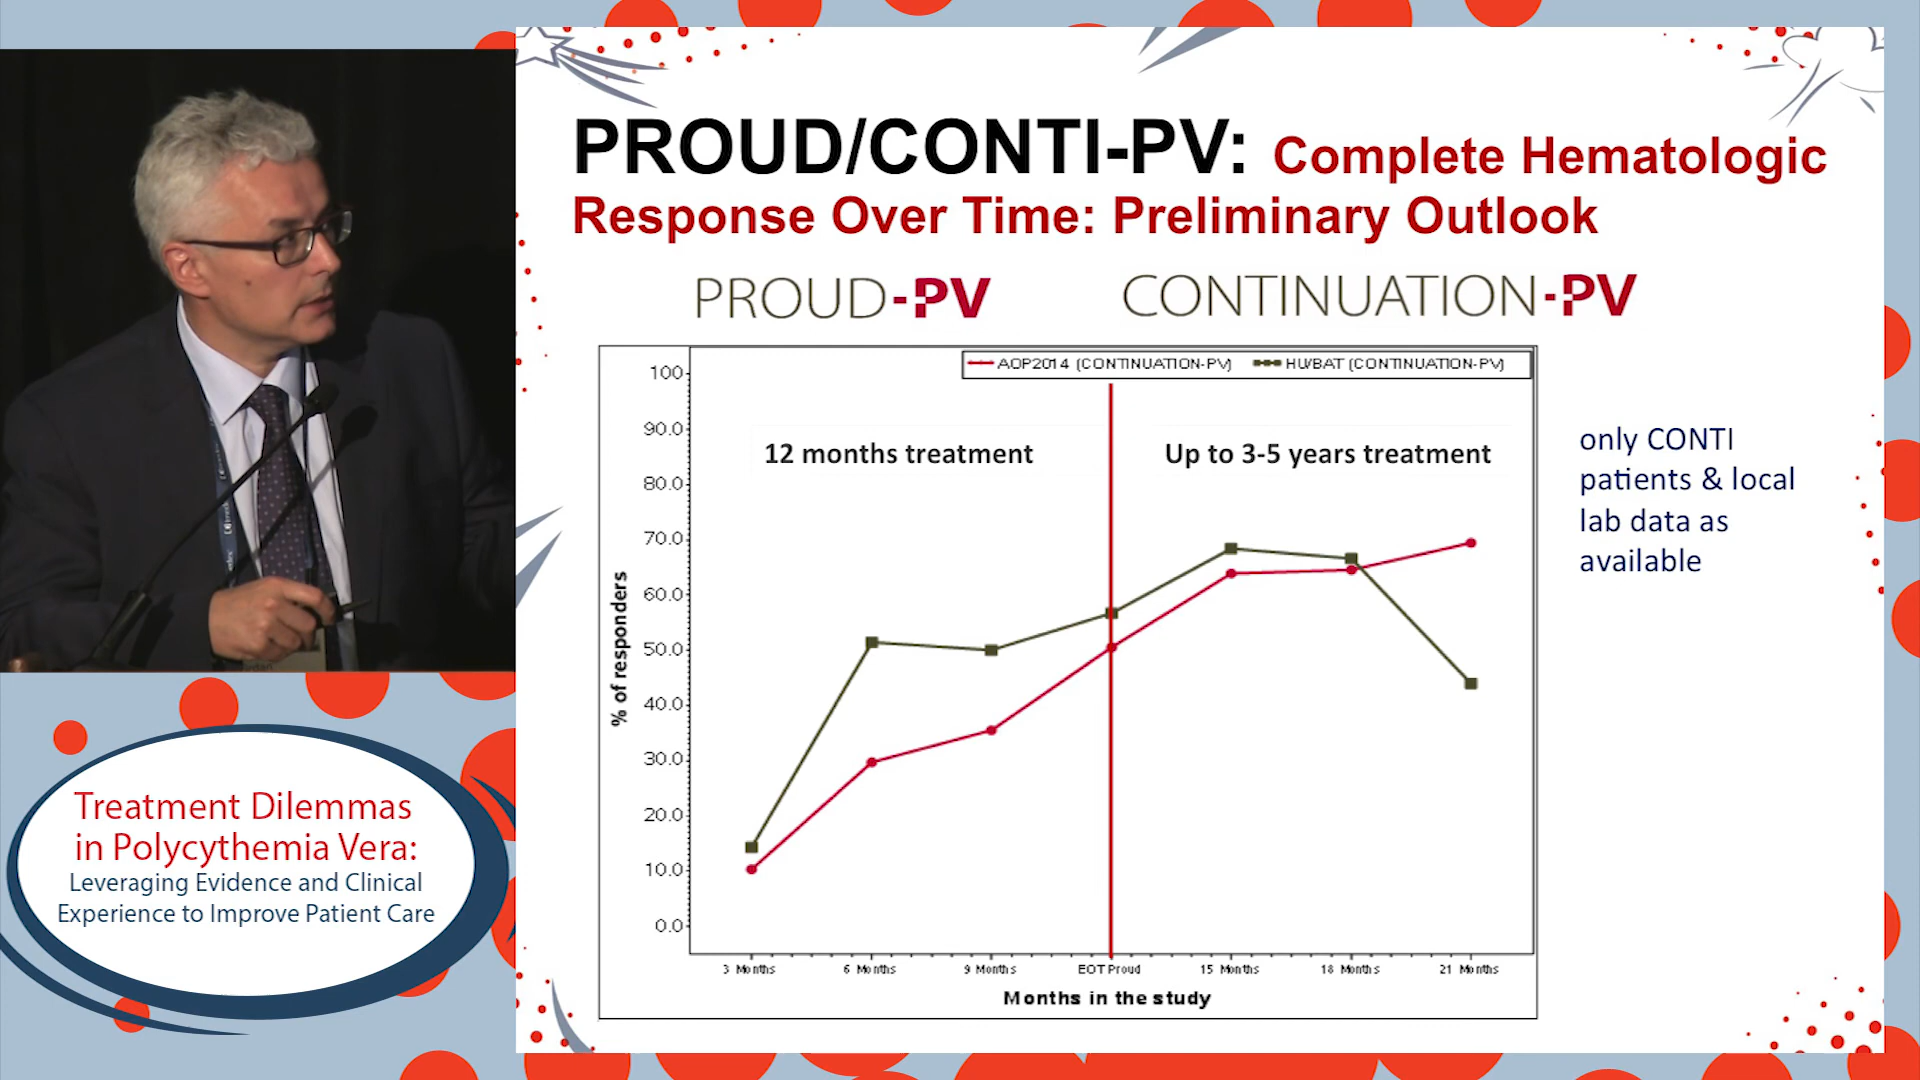 PROUD/CONTI-PV: Complete Hematologic
Response Over Time: Preliminary Outlook
PROUD-PV
CONTINUATION-PV
AOP2014 (CONTINUATION-PV)
HU/BAT (CONTINUATION-PV)
12 months treatment
Up to 3-5 years treatment
only CONTI
patients & local
lab data as
available
% of responders
100
90.0
80.0
70.0
60.0
50.0
40.0
30.0
20.0
10.0
0.0
3 Months
6 Months
9 Months
EOT Proud
15 Months
18 Months
21 Months
Months in the study
Treatment Dilemmas
in Polycythemia Vera:
Leveraging Evidence and Clinical
Experience to Improve Patient Care